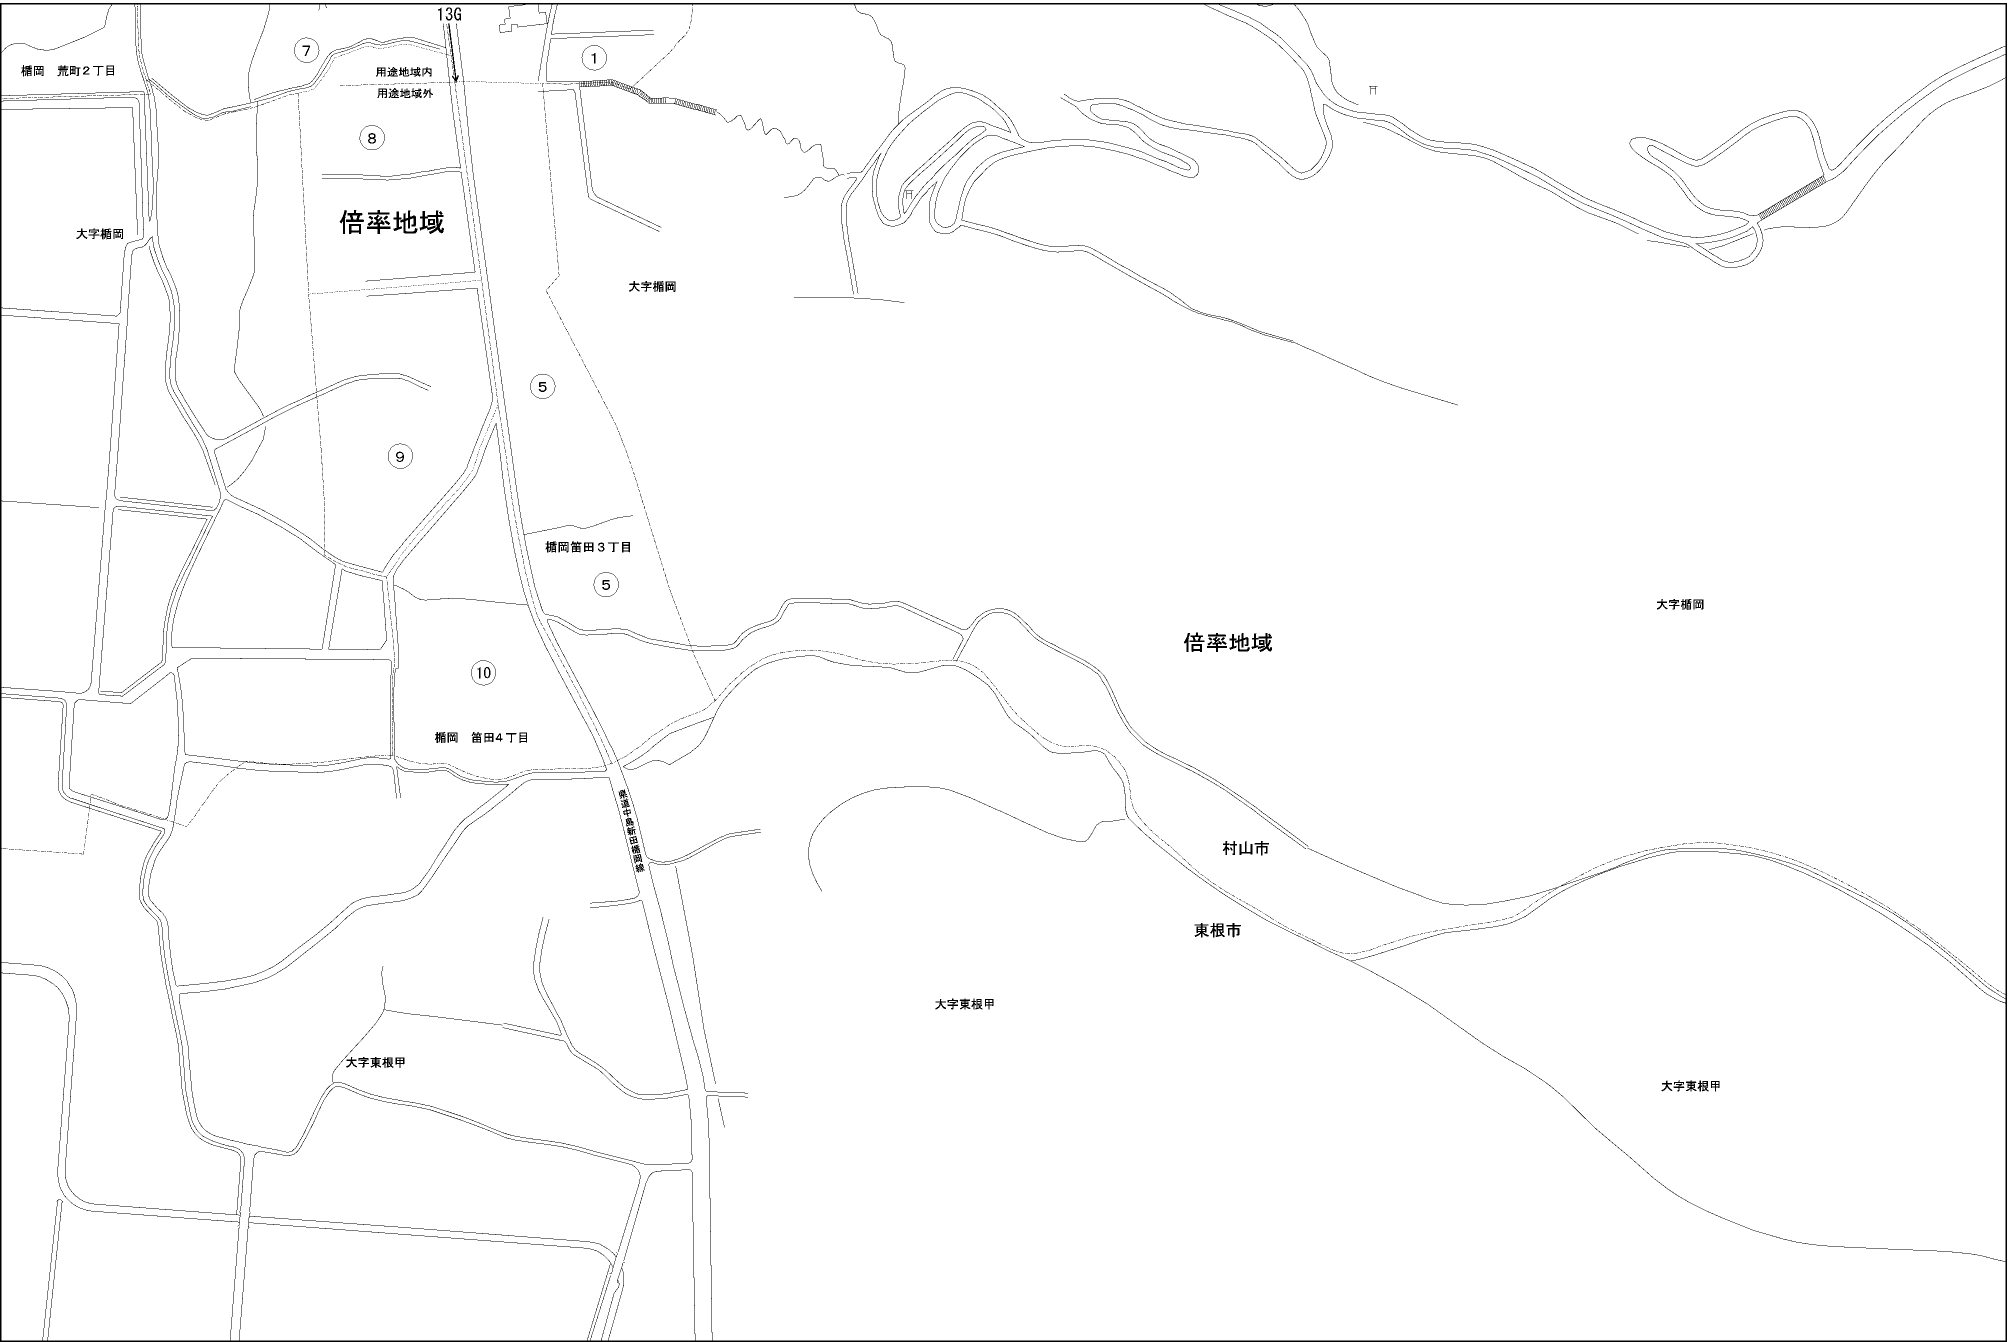 13G
⑦
①
楯岡　荒町２丁目
用途地域内
用途地域外
⑧
倍率地域
大字楯岡
大字楯岡
⑤
⑨
楯岡笛田３丁目
⑤
大字楯岡
倍率地域
⑩
楯岡　笛田４丁目
県道中島新田楯岡線
村山市
東根市
大字東根甲
大字東根甲
大字東根甲